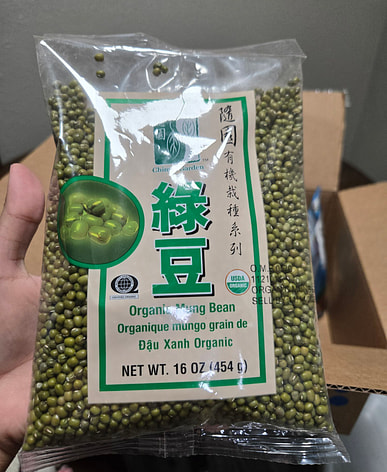 隨園
有機栽種系列
綠豆
USDA
ORGANIC
Organic Mung Bean
Organique mungo grain de
Đậu Xanh Organic
NET WT. 16 OZ (454 g)